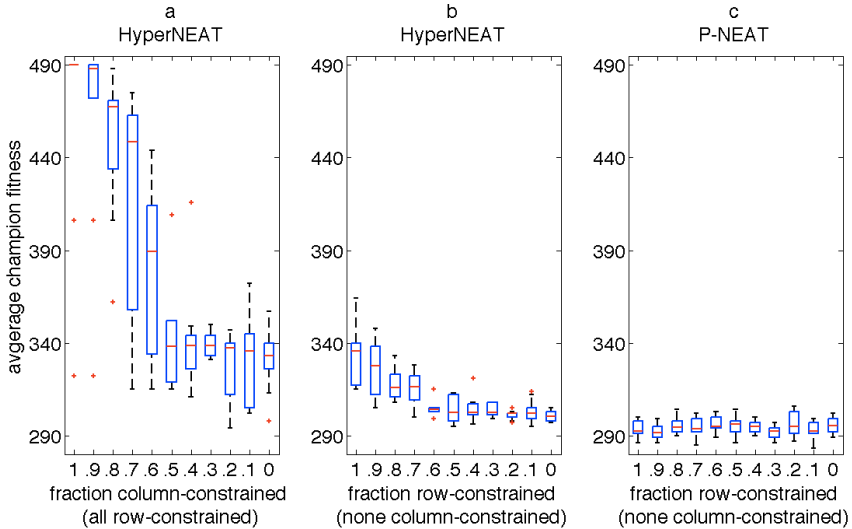 a
HyperNEAT
b
HyperNEAT
c
P-NEAT
avgerage champion fitness
490
440
390
340
290
1 .9 .8 .7 .6 .5 .4 .3 .2 .1 0
fraction column-constrained
(all row-constrained)
490
440
390
340
290
1 .9 .8 .7 .6 .5 .4 .3 .2 .1 0
fraction row-constrained
(none column-constrained)
490
440
390
340
290
1 .9 .8 .7 .6 .5 .4 .3 .2 .1 0
fraction row-constrained
(none column-constrained)